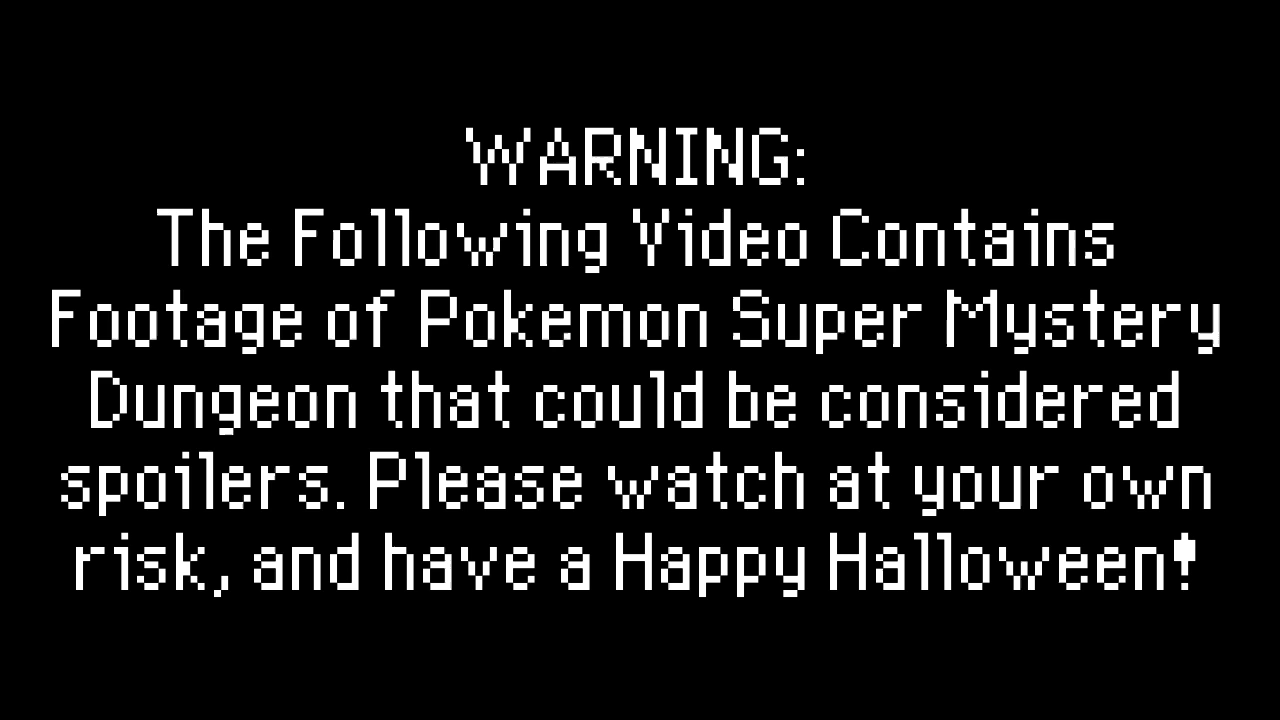 WARNING:
The Following Video Contains
Footage of Pokemon Super Mystery
Dungeon that could be considered
spoilers. Please watch at your own
risk, and have a Happy Halloween!